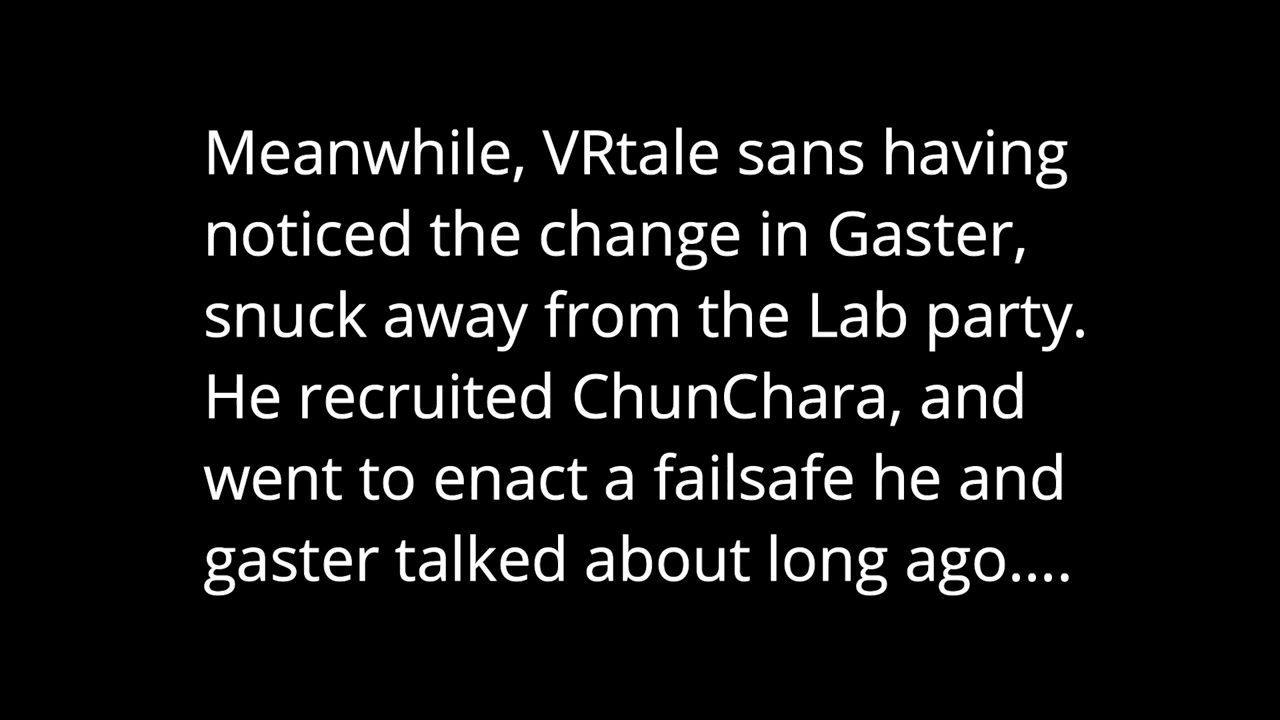 Meanwhile, VRtale sans having
noticed the change in Gaster,
snuck away from the Lab party.
He recruited ChunChara, and
went to enact a failsafe he and
gaster talked about long ago....